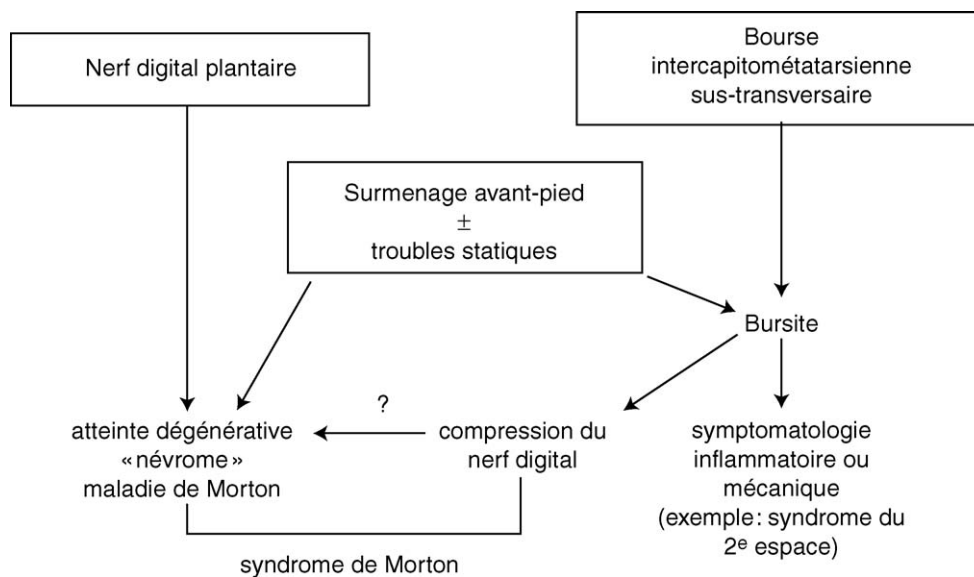 Nerf digital plantaire
Bourse
intercapitométatarsienne
sus-transversaire
Surmenage avant-pied
±
troubles statiques
Bursite
?
atteinte dégénérative
«névrome»
maladie de Morton
compression du
nerf digital
symptomatologie
inflammatoire ou
mécanique
(exemple: syndrome du
2e espace)
syndrome de Morton